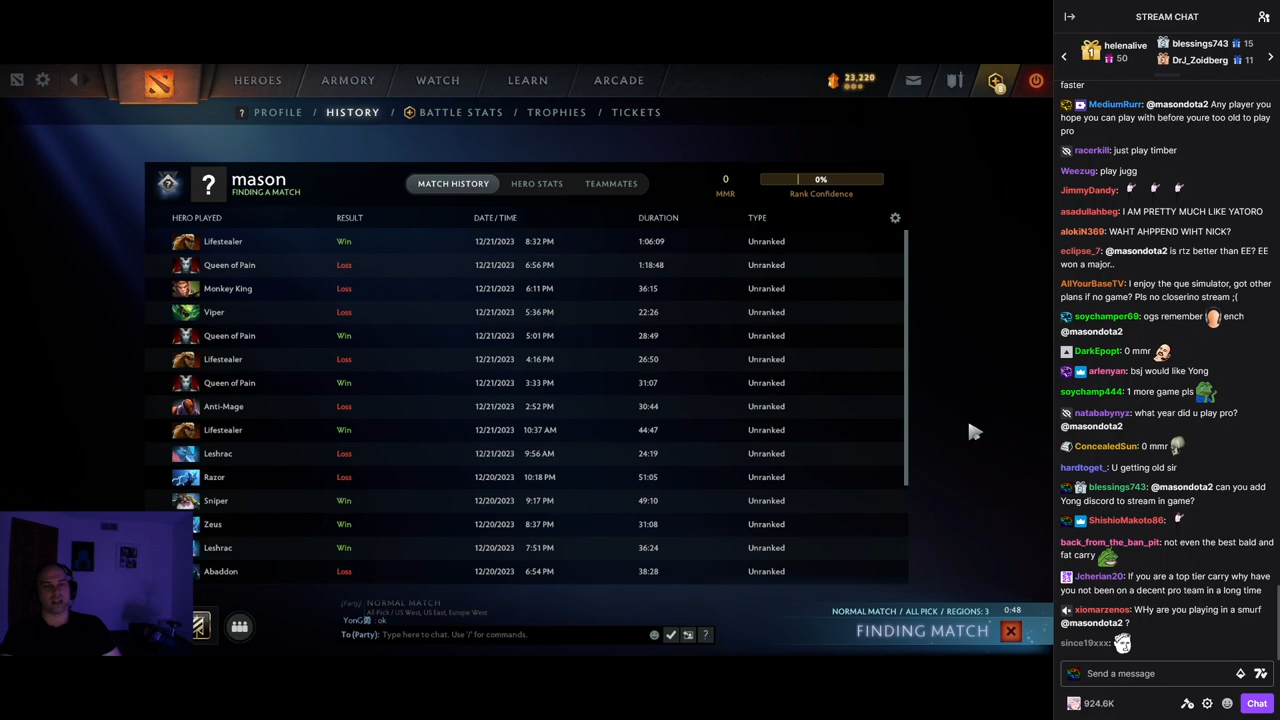 HEROES ARMORY WATCH LEARN ARCADE 23,220 8
? PROFILE HISTORY BATTLE STATS TROPHIES TICKETS
? mason
FINDING A MATCH
MATCH HISTORY HERO STATS TEAMMATES
0
MMR
0%
Rank Confidence
HERO PLAYED RESULT DATE / TIME DURATION TYPE
Lifestealer Win 12/21/2023 8:32 PM 1:06:09 Unranked
Queen of Pain Loss 12/21/2023 6:56 PM 1:18:48 Unranked
Monkey King Loss 12/21/2023 6:11 PM 36:15 Unranked
Viper Loss 12/21/2023 5:36 PM 22:26 Unranked
Queen of Pain Win 12/21/2023 5:01 PM 28:49 Unranked
Lifestealer Loss 12/21/2023 4:16 PM 26:50 Unranked
Queen of Pain Win 12/21/2023 3:33 PM 31:07 Unranked
Anti-Mage Loss 12/21/2023 2:52 PM 30:44 Unranked
Lifestealer Win 12/21/2023 10:37 AM 44:47 Unranked
Leshrac Loss 12/21/2023 9:56 AM 24:19 Unranked
Razor Loss 12/20/2023 10:18 PM 51:05 Unranked
Sniper Win 12/20/2023 9:17 PM 49:10 Unranked
Zeus Win 12/20/2023 8:37 PM 31:08 Unranked
Leshrac Win 12/20/2023 7:51 PM 36:24 Unranked
Abaddon Loss 12/20/2023 6:54 PM 38:28 Unranked
[Party] NORMAL MATCH
All Pick / US West, US East, Europe West
: ok
To (Party): Type here to chat. Use '/' for commands. ?
NORMAL MATCH / ALL PICK / REGIONS: 3 0:48
FINDING MATCH
STREAM CHAT
1 helenalive
50
blessings743 15
DrJ_Zoidberg 11
faster
MediumRurr: @masondota2 Any player you
hope you can play with before youre too old to play
pro
racerkill: just play timber
Weezug: play jugg
JimmyDandy:
asadullahbeg: I AM PRETTY MUCH LIKE YATORO
alokiN369: WAHT AHPPEND WIHT NICK?
eclipse_7: @masondota2 is rtz better than EE? EE
won a major..
AllYourBaseTV: I enjoy the que simulator, got other
plans if no game? Pls no closerino stream ;(
soychamper69: ogs remember ench
@masondota2
DarkEpopt: 0 mmr
arlenyan: bsj would like Yong
soychamp444: 1 more game pls
natababynyz: what year did u play pro?
@masondota2
ConcealedSun: 0 mmr
hardtoget_: U getting old sir
blessings743: @masondota2 can you add
Yong discord to stream in game?
ShishioMakoto86:
back_from_the_ban_pit: not even the best bald and
fat carry
Jcherian20: If you are a top tier carry why have
you not been on a decent pro team in a long time
xiomarzenos: WHy are you playing in a smurf
@masondota2 ?
since19xxx:
Send a message
924.6K Chat